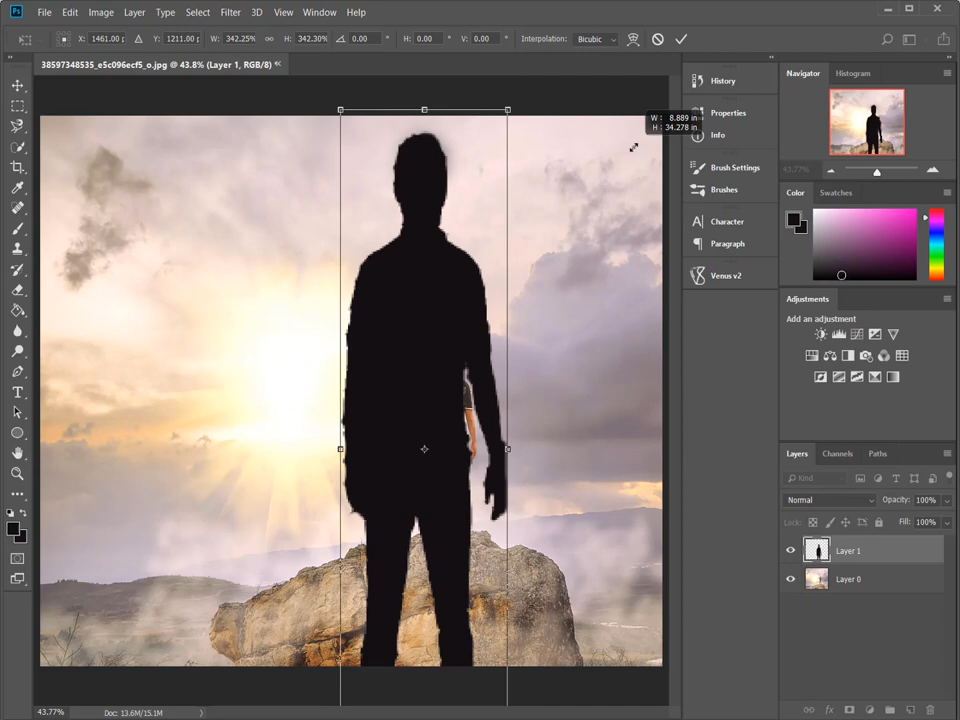 Ps File Edit Image Layer Type Select Filter 3D View Window Help
X: 1461.00 Y: 1211.00 W: 342.25% H: 342.30% 0.00 ° H: 0.00 ° V: 0.00 ° Interpolation: Bicubic
38597348535_e5c096ecf5_o.jpg @ 43.8% (Layer 1, RGB/8)
W: 8.889 in
H: 34.278 in
History
Properties
Info
Brush Settings
Brushes
Character
Paragraph
Venus v2
Navigator Histogram
43.77%
Color Swatches
Adjustments
Add an adjustment
Layers Channels Paths
Kind
Normal Opacity: 100%
Lock: Fill: 100%
Layer 1
Layer 0
43.77% Doc: 13.6M/15.1M